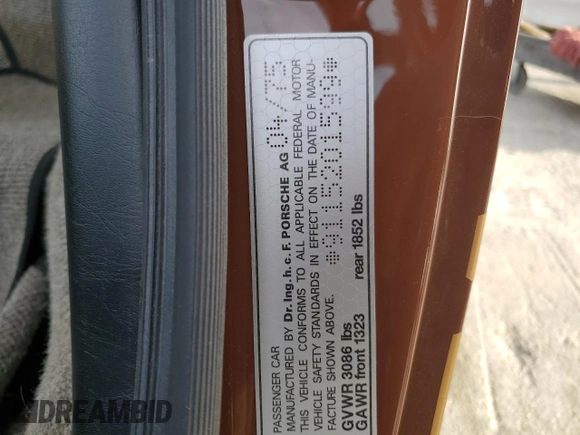 PASSENGER CAR
MANUFACTURED BY Dr. Ing. h. c. F. PORSCHE AG 04/75
THIS VEHICLE CONFORMS TO ALL APPLICABLE FEDERAL MOTOR
VEHICLE SAFETY STANDARDS IN EFFECT ON THE DATE OF MANU-
FACTURE SHOWN ABOVE. 9115201599
GVWR 3086 lbs
GAWR front 1323 rear 1852 lbs
DREAMBID